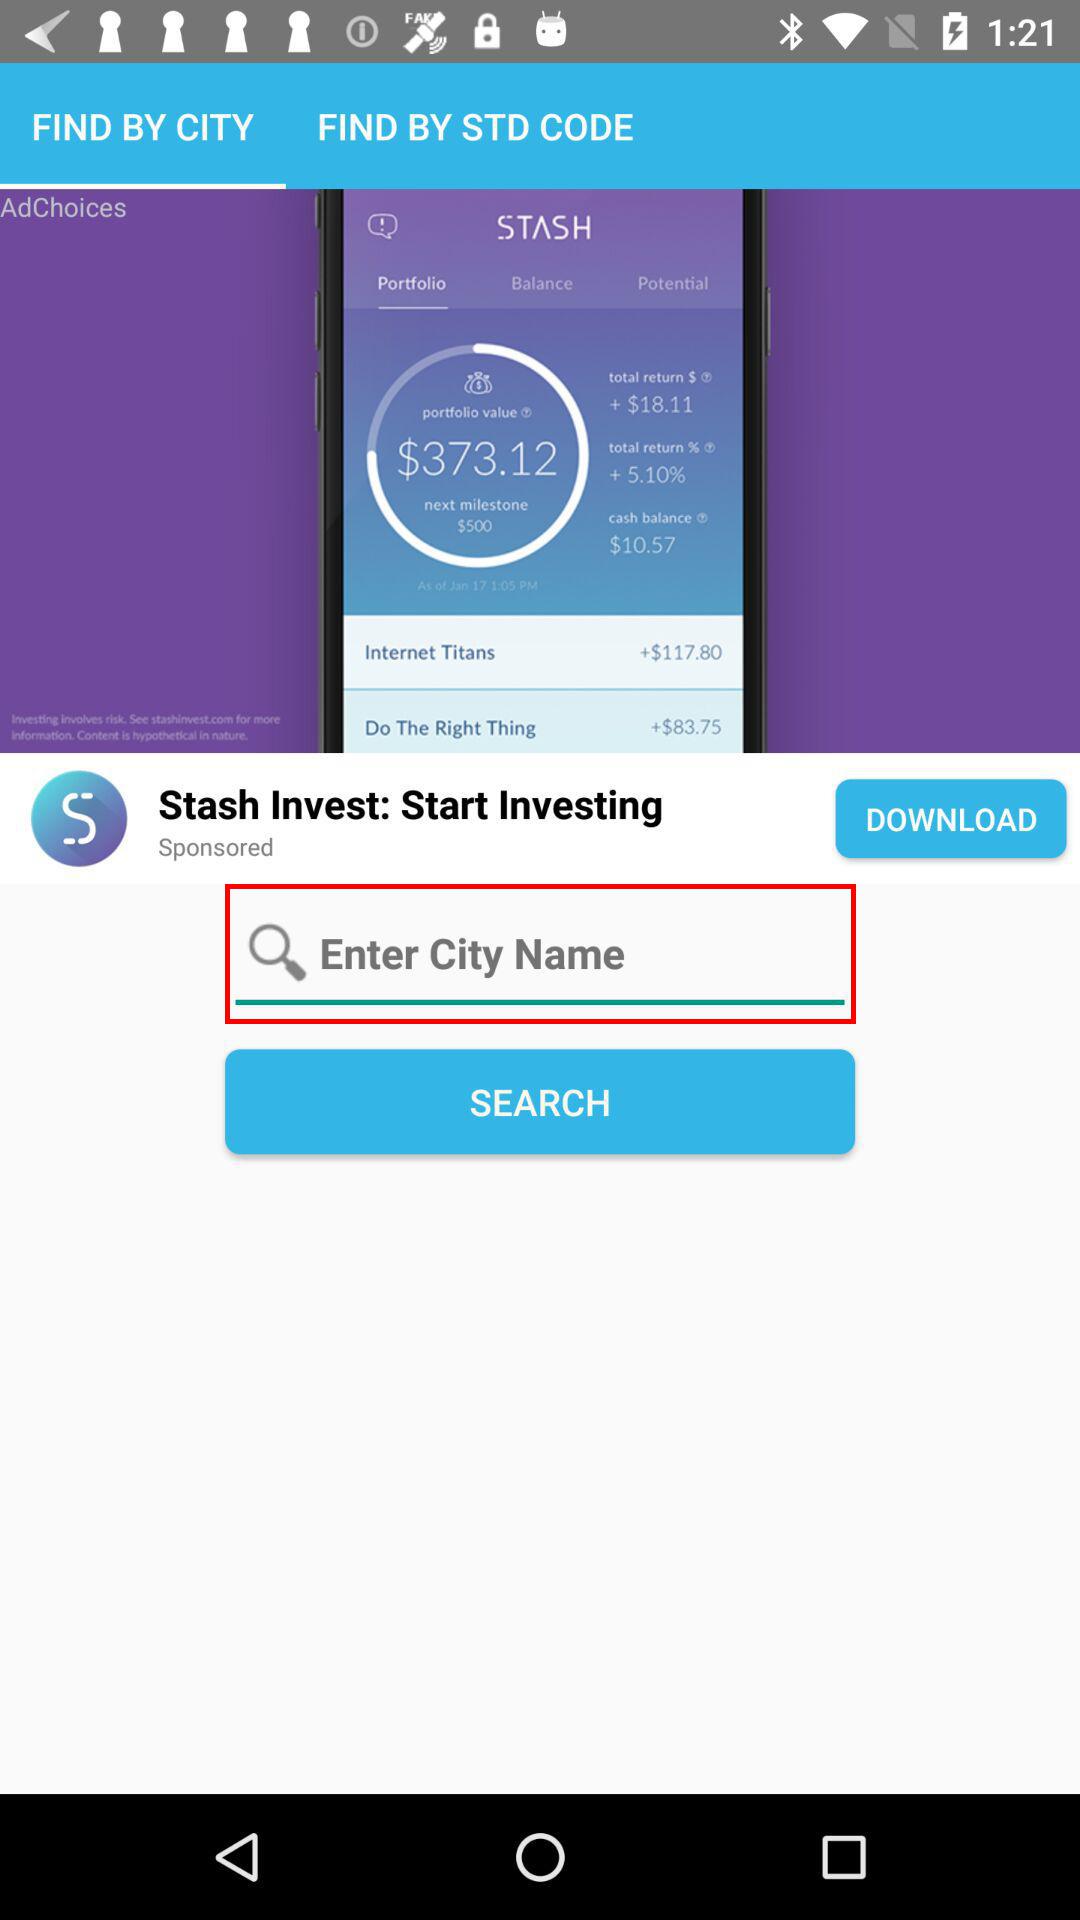 FAKE
1:21
FIND BY CITY FIND BY STD CODE
AdChoices
STASH
Portfolio Balance Potential
portfolio value
$373.12
next milestone
$500
As of Jan 17 1:05 PM
total return $
+ $18.11
total return %
+ 5.10%
cash balance
$10.57
Internet Titans +$117.80
Do The Right Thing +$83.75
Investing involves risk. See stashinvest.com for more
information. Content is hypothetical in nature.
S
Stash Invest: Start Investing
Sponsored
DOWNLOAD
Enter City Name
SEARCH